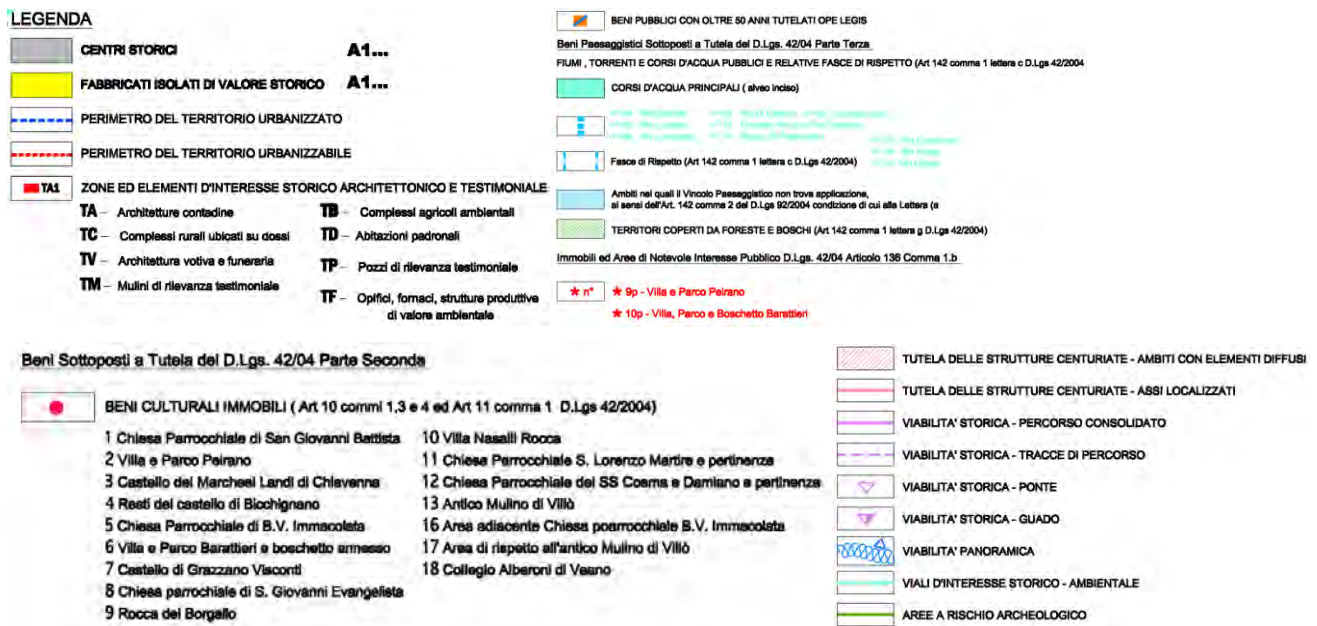 LEGENDA
CENTRI STORICI A1...
FABBRICATI ISOLATI DI VALORE STORICO A1...
PERIMETRO DEL TERRITORIO URBANIZZATO
PERIMETRO DEL TERRITORIO URBANIZZABILE
TA1 ZONE ED ELEMENTI D'INTERESSE STORICO ARCHITETTONICO E TESTIMONIALE
TA – Architetture contadine
TB – Complessi agricoli ambientali
TC – Complessi rurali ubicati su dossi
TD – Abitazioni padronali
TV – Architettura votiva e funeraria
TP – Pozzi di rilevanza testimoniale
TM – Mulini di rilevanza testimoniale
TF – Opifici, fornaci, strutture produttive
di valore ambientale
BENI PUBBLICI CON OLTRE 50 ANNI TUTELATI OPE LEGIS
Beni Paesaggistici Sottoposti a Tutela del D.Lgs. 42/04 Parte Terza
FIUMI , TORRENTI E CORSI D'ACQUA PUBBLICI E RELATIVE FASCE DI RISPETTO (Art 142 comma 1 lettera c D.Lgs 42/2004
CORSI D'ACQUA PRINCIPALI ( alveo inciso)
Fasce di Rispetto (Art 142 comma 1 lettera c D.Lgs 42/2004)
Ambiti nei quali il Vincolo Paesaggistico non trova applicazione,
ai sensi dell'Art. 142 comma 2 del D.Lgs 92/2004 condizione di cui alla Lettera (a
TERRITORI COPERTI DA FORESTE E BOSCHI (Art 142 comma 1 lettera g D.Lgs 42/2004)
Immobili ed Aree di Notevole Interesse Pubblico D.Lgs. 42/04 Articolo 136 Comma 1.b
★ n° ★ 9p - Villa e Parco Peirano
★ 10p - Villa, Parco e Boschetto Barattieri
Beni Sottoposti a Tutela del D.Lgs. 42/04 Parte Seconda
BENI CULTURALI IMMOBILI ( Art 10 commi 1,3 e 4 ed Art 11 comma 1 D.Lgs 42/2004)
1 Chiesa Parrocchiale di San Giovanni Battista
2 Villa e Parco Peirano
3 Castello dei Marchesi Landi di Chiavenna
4 Resti del castello di Bicchignano
5 Chiesa Parrocchiale di B.V. Immacolata
6 Villa e Parco Barattieri e boschetto annesso
7 Castello di Grazzano Visconti
8 Chiesa parrochiale di S. Giovanni Evangelista
9 Rocca del Borgallo
10 Villa Nasalli Rocca
11 Chiesa Parrocchiale S. Lorenzo Martire e pertinenza
12 Chiesa Parrocchiale dei SS Cosma e Damiano e pertinenza
13 Antico Mulino di Villò
16 Area adiacente Chiesa poarrocchiale B.V. Immacolata
17 Area di rispetto all'antico Mulino di Villò
18 Collegio Alberoni di Veano
TUTELA DELLE STRUTTURE CENTURIATE - AMBITI CON ELEMENTI DIFFUSI
TUTELA DELLE STRUTTURE CENTURIATE - ASSI LOCALIZZATI
VIABILITA' STORICA - PERCORSO CONSOLIDATO
VIABILITA' STORICA - TRACCE DI PERCORSO
VIABILITA' STORICA - PONTE
VIABILITA' STORICA - GUADO
VIABILITA' PANORAMICA
VIALI D'INTERESSE STORICO - AMBIENTALE
AREE A RISCHIO ARCHEOLOGICO